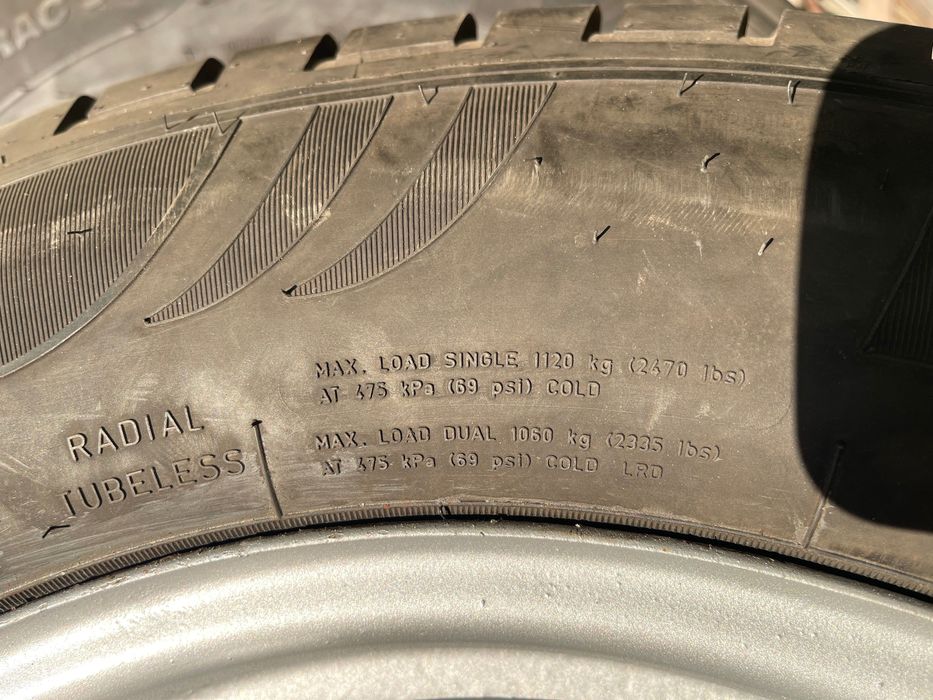 RAC
RADIAL
TUBELESS
MAX. LOAD SINGLE 1120 kg (2470 lbs)
AT 475 kPa (69 psi) COLD
MAX. LOAD DUAL 1060 kg (2335 lbs)
AT 475 kPa (69 psi) COLD LRD